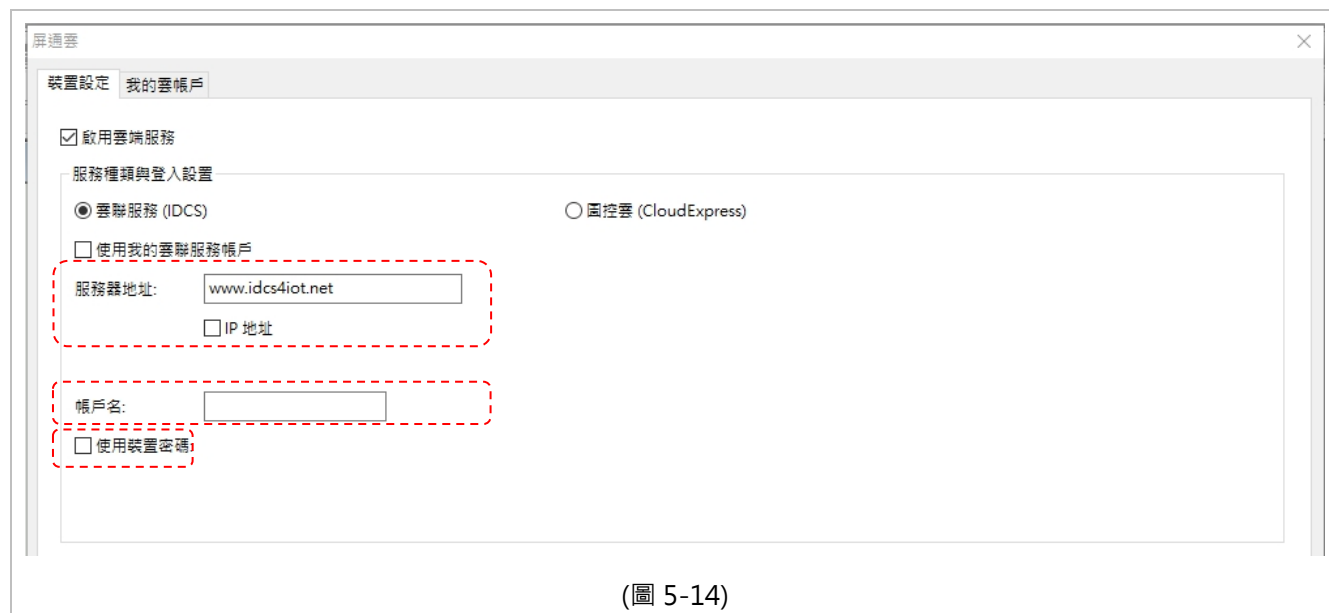 屏通雲
裝置設定 我的雲帳戶
啟用雲端服務
服務種類與登入設置
雲聯服務 (IDCS) 圖控雲 (CloudExpress)
使用我的雲聯服務帳戶
服務器地址: www.idcs4iot.net
IP 地址
帳戶名:
使用裝置密碼
(圖 5-14)